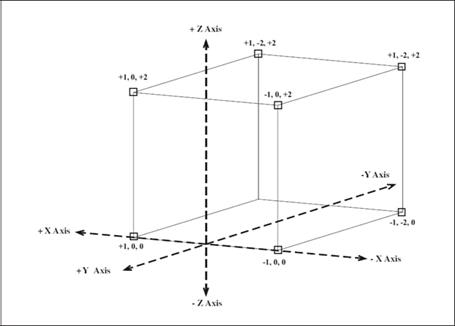 + Z Axis
+1, -2, +2
+1, -2, +2
+1, 0, +2
-1, 0, +2
-Y Axis
-1, -2, 0
+X Axis
+1, 0, 0
-1, 0, 0
- X Axis
+Y Axis
- Z Axis